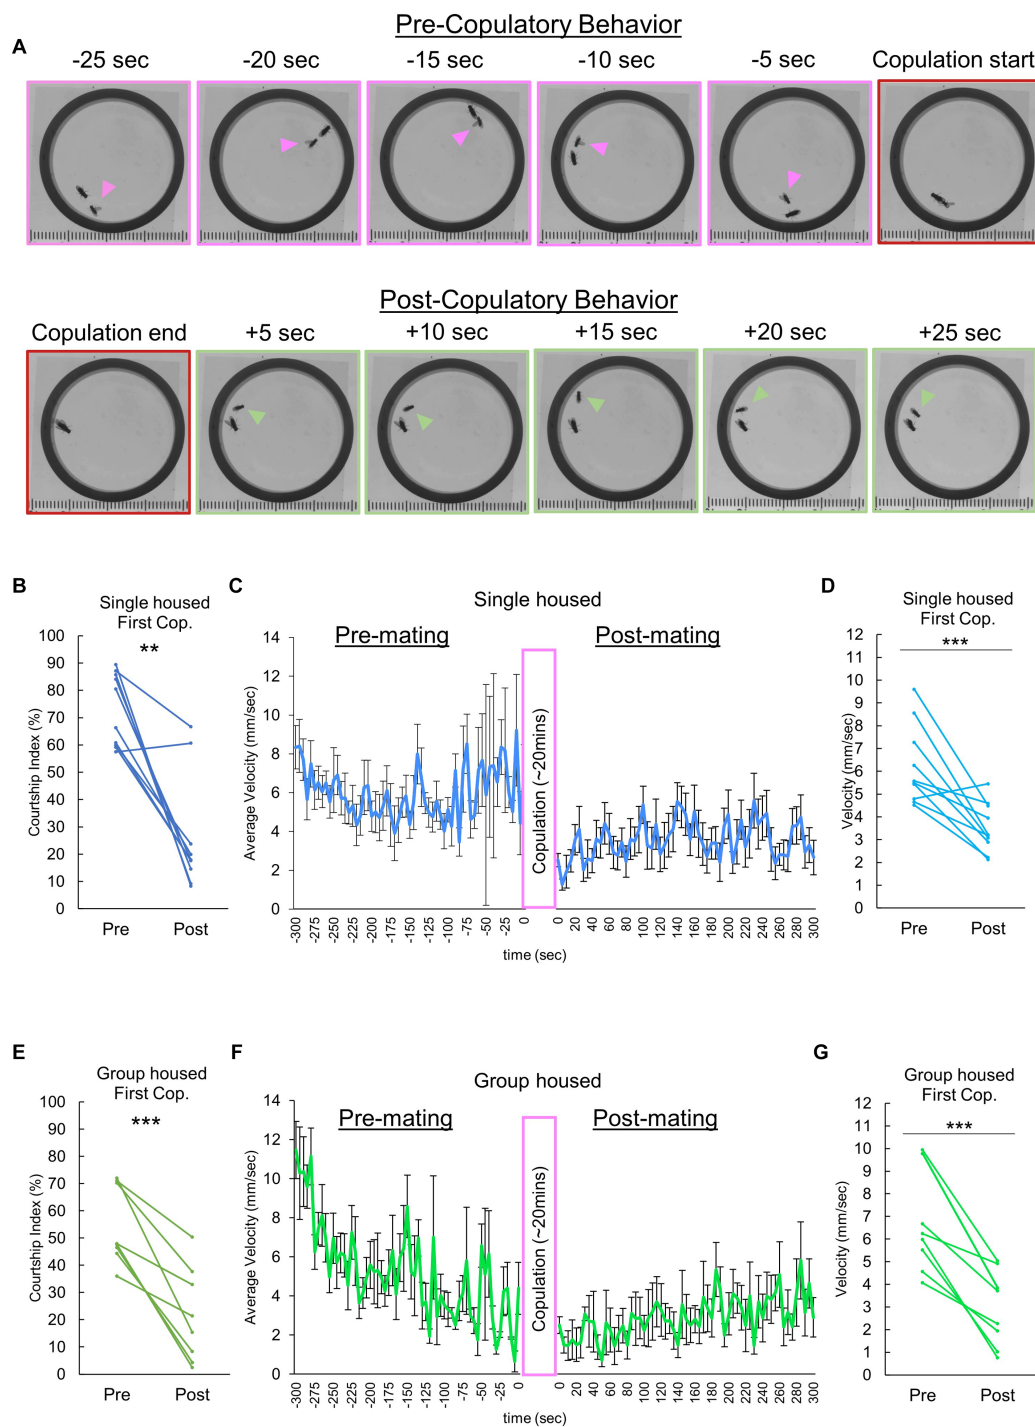 Pre-Copulatory Behavior
A
-25 sec
-20 sec
-15 sec
-10 sec
-5 sec
Copulation start
Post-Copulatory Behavior
Copulation end
+5 sec
+10 sec
+15 sec
+20 sec
+25 sec
B
Single housed
First Cop.
**
Courtship Index (%)
100
90
80
70
60
50
40
30
20
10
0
Pre
Post
C
Single housed
Pre-mating
Post-mating
Average Velocity (mm/sec)
14
12
10
8
6
4
2
0
Copulation (~20mins)
-300
-275
-250
-225
-200
-175
-150
-125
-100
-75
-50
-25
0
0
20
40
60
80
100
120
140
160
180
200
220
240
260
280
300
time (sec)
D
Single housed
First Cop.
***
Velocity (mm/sec)
12
11
10
9
8
7
6
5
4
3
2
1
0
Pre
Post
E
Group housed
First Cop.
***
Courtship Index (%)
100
90
80
70
60
50
40
30
20
10
0
Pre
Post
F
Group housed
Pre-mating
Post-mating
Average Velocity (mm/sec)
14
12
10
8
6
4
2
0
Copulation (~20mins)
-300
-275
-250
-225
-200
-175
-150
-125
-100
-75
-50
-25
0
0
20
40
60
80
100
120
140
160
180
200
220
240
260
280
300
time (sec)
G
Group housed
First Cop.
***
Velocity (mm/sec)
12
11
10
9
8
7
6
5
4
3
2
1
0
Pre
Post